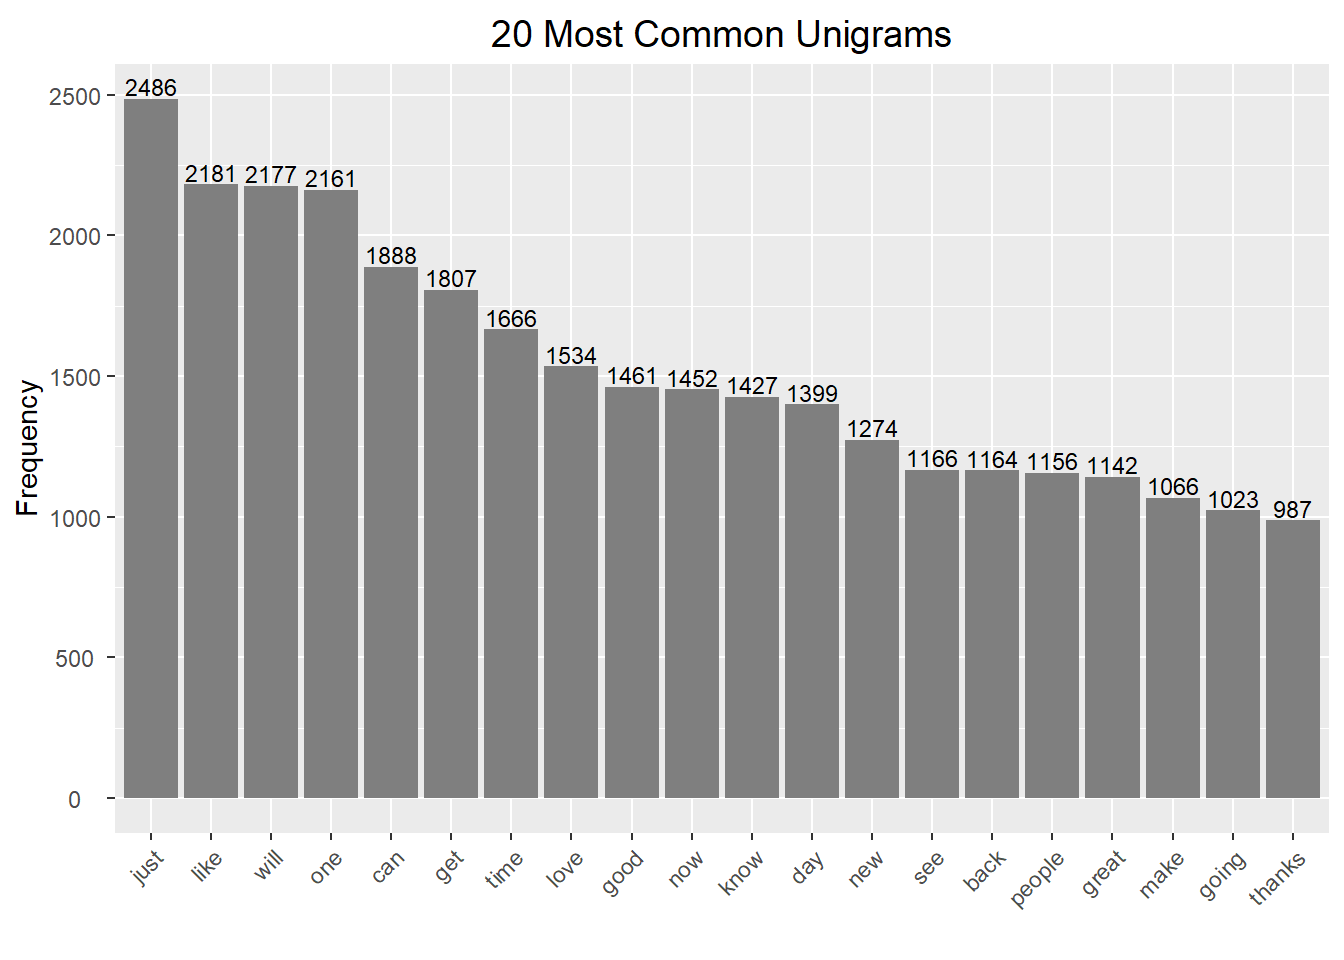 20 Most Common Unigrams
Frequency
2500
2000
1500
1000
500
0
2486
2181
2177
2161
1888
1807
1666
1534
1461
1452
1427
1399
1274
1166
1164
1156
1142
1066
1023
987
just
like
will
one
can
get
time
love
good
now
know
day
new
see
back
people
great
make
going
thanks